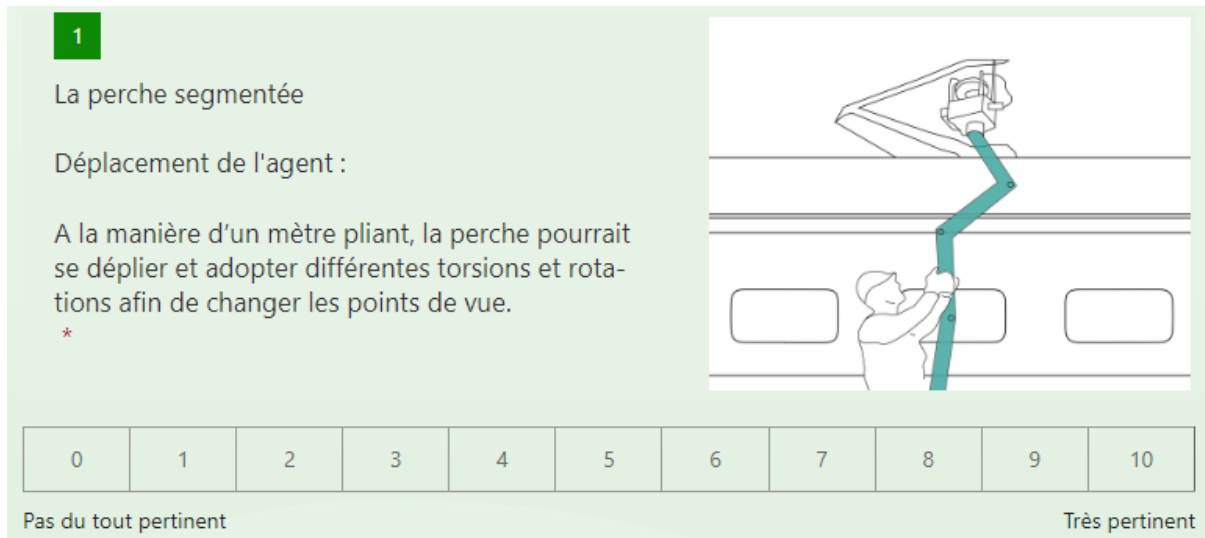 1
La perche segmentée
Déplacement de l'agent :
A la manière d’un mètre pliant, la perche pourrait
se déplier et adopter différentes torsions et rota-
tions afin de changer les points de vue.
*
0 1 2 3 4 5 6 7 8 9 10
Pas du tout pertinent Très pertinent